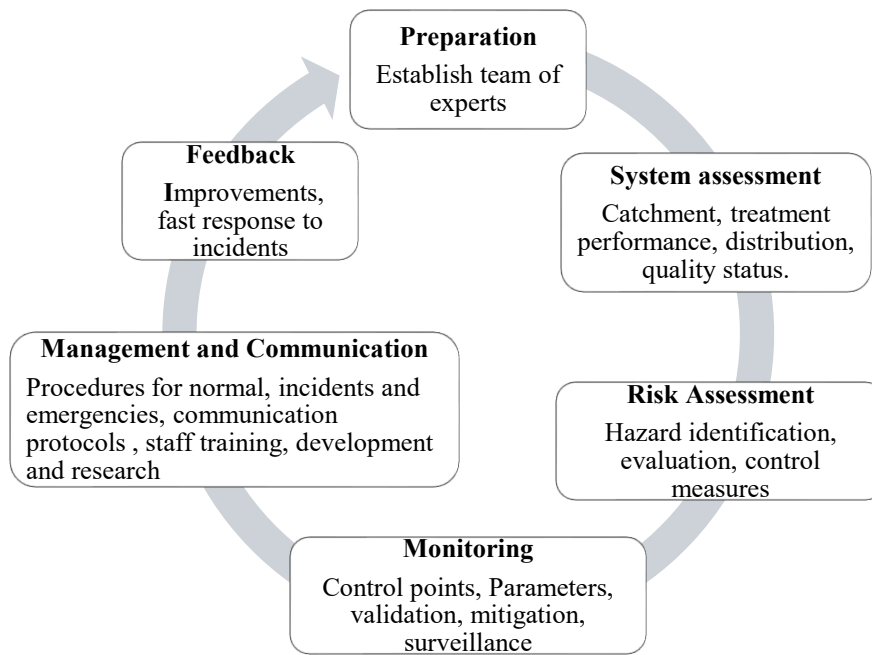 Preparation
Establish team of
experts
System assessment
Catchment, treatment
performance, distribution,
quality status.
Risk Assessment
Hazard identification,
evaluation, control
measures
Monitoring
Control points, Parameters,
validation, mitigation,
surveillance
Management and Communication
Procedures for normal, incidents and
emergencies, communication
protocols , staff training, development
and research
Feedback
Improvements,
fast response to
incidents